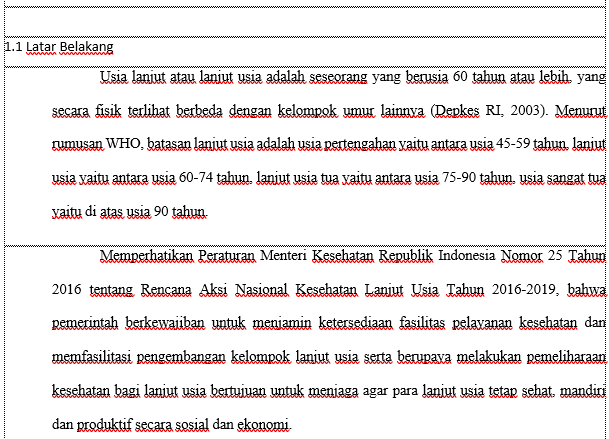 1.1 Latar Belakang
Usia lanjut atau lanjut usia adalah seseorang yang berusia 60 tahun atau lebih, yang
secara fisik terlihat berbeda dengan kelompok umur lainnya (Depkes RI, 2003). Menurut
rumusan WHO, batasan lanjut usia adalah usia pertengahan yaitu antara usia 45-59 tahun, lanjut
usia yaitu antara usia 60-74 tahun, lanjut usia tua yaitu antara usia 75-90 tahun, usia sangat tua
yaitu di atas usia 90 tahun.
Memperhatikan Peraturan Menteri Kesehatan Republik Indonesia Nomor 25 Tahun
2016 tentang Rencana Aksi Nasional Kesehatan Lanjut Usia Tahun 2016-2019, bahwa
pemerintah berkewajiban untuk menjamin ketersediaan fasilitas pelayanan kesehatan dan
memfasilitasi pengembangan kelompok lanjut usia serta berupaya melakukan pemeliharaan
kesehatan bagi lanjut usia bertujuan untuk menjaga agar para lanjut usia tetap sehat, mandiri
dan produktif secara sosial dan ekonomi.